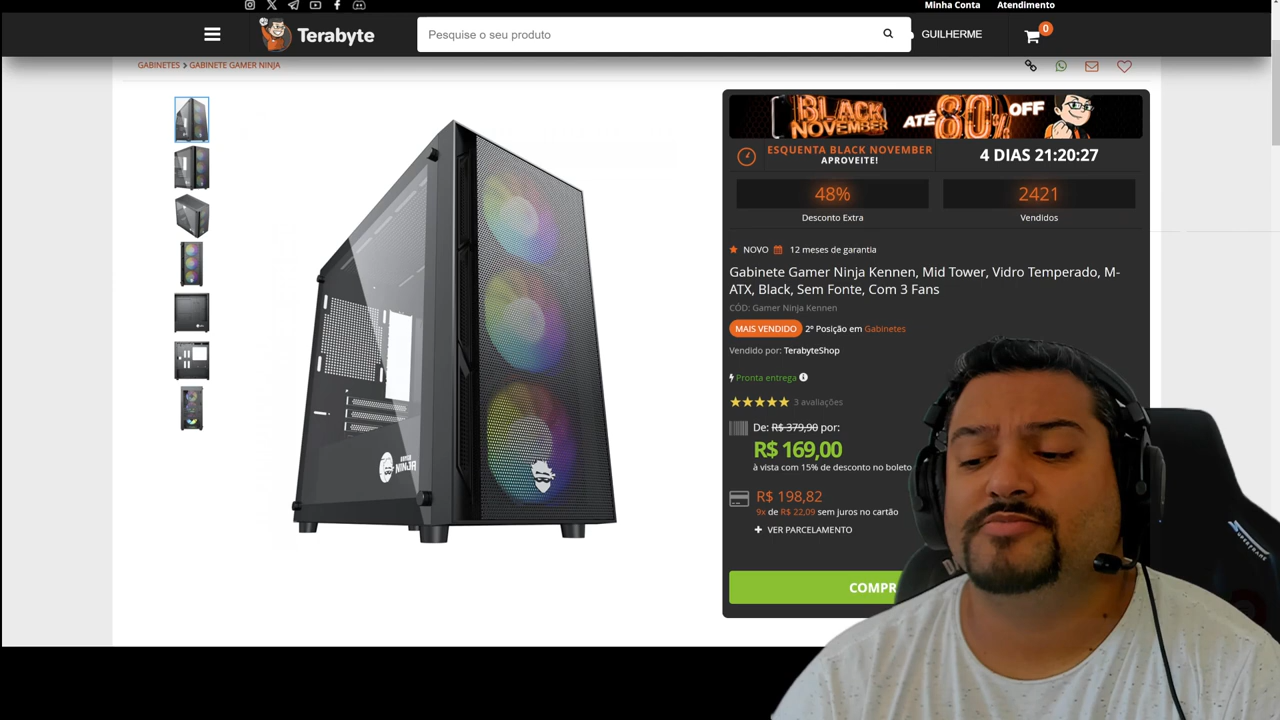 Minha Conta
Atendimento
Terabyte
Pesquise o seu produto
GUILHERME
0
GABINETES > GABINETE GAMER NINJA
BLACK NOVEMBER ATÉ 80% OFF
ESQUENTA BLACK NOVEMBER
APROVEITE!
4 DIAS 21:20:27
48%
2421
Desconto Extra
Vendidos
NOVO
12 meses de garantia
Gabinete Gamer Ninja Kennen, Mid Tower, Vidro Temperado, M-
ATX, Black, Sem Fonte, Com 3 Fans
CÓD: Gamer Ninja Kennen
MAIS VENDIDO 2º Posição em Gabinetes
Vendido por: TerabyteShop
Pronta entrega
3 avaliações
De: R$ 379,90 por:
R$ 169,00
à vista com 15% de desconto no boleto
R$ 198,82
9x de R$ 22,09 sem juros no cartão
+ VER PARCELAMENTO
COMPR
NINJA